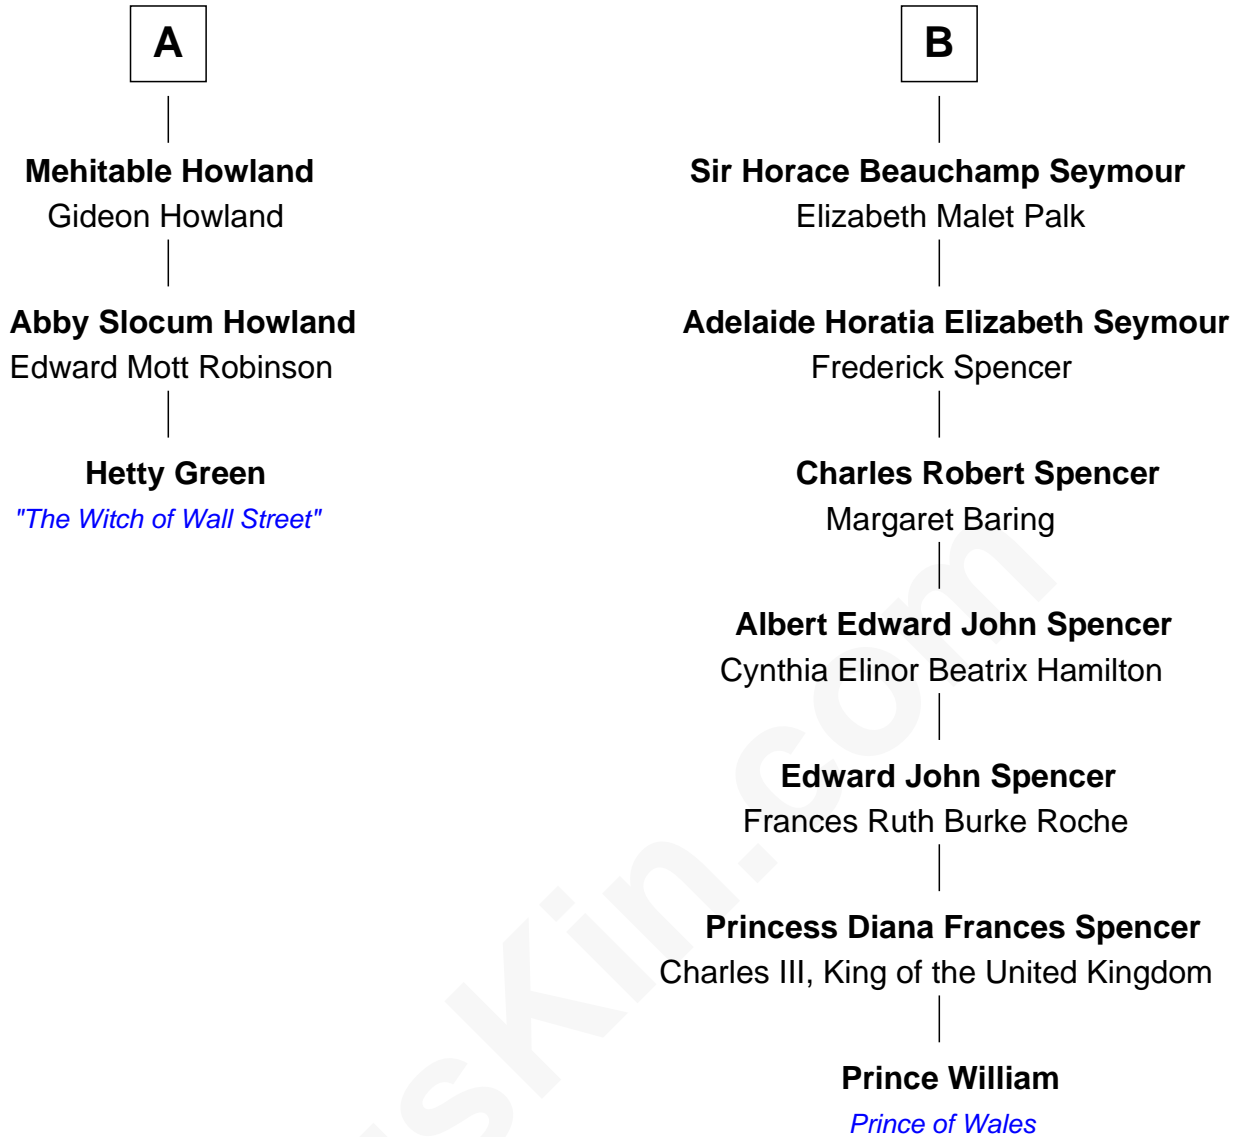 A
Mehitable Howland
Gideon Howland
Abby Slocum Howland
Edward Mott Robinson
Hetty Green
"The Witch of Wall Street"
B
Sir Horace Beauchamp Seymour
Elizabeth Malet Palk
Adelaide Horatia Elizabeth Seymour
Frederick Spencer
Charles Robert Spencer
Margaret Baring
Albert Edward John Spencer
Cynthia Elinor Beatrix Hamilton
Edward John Spencer
Frances Ruth Burke Roche
Princess Diana Frances Spencer
Charles III, King of the United Kingdom
Prince William
Prince of Wales